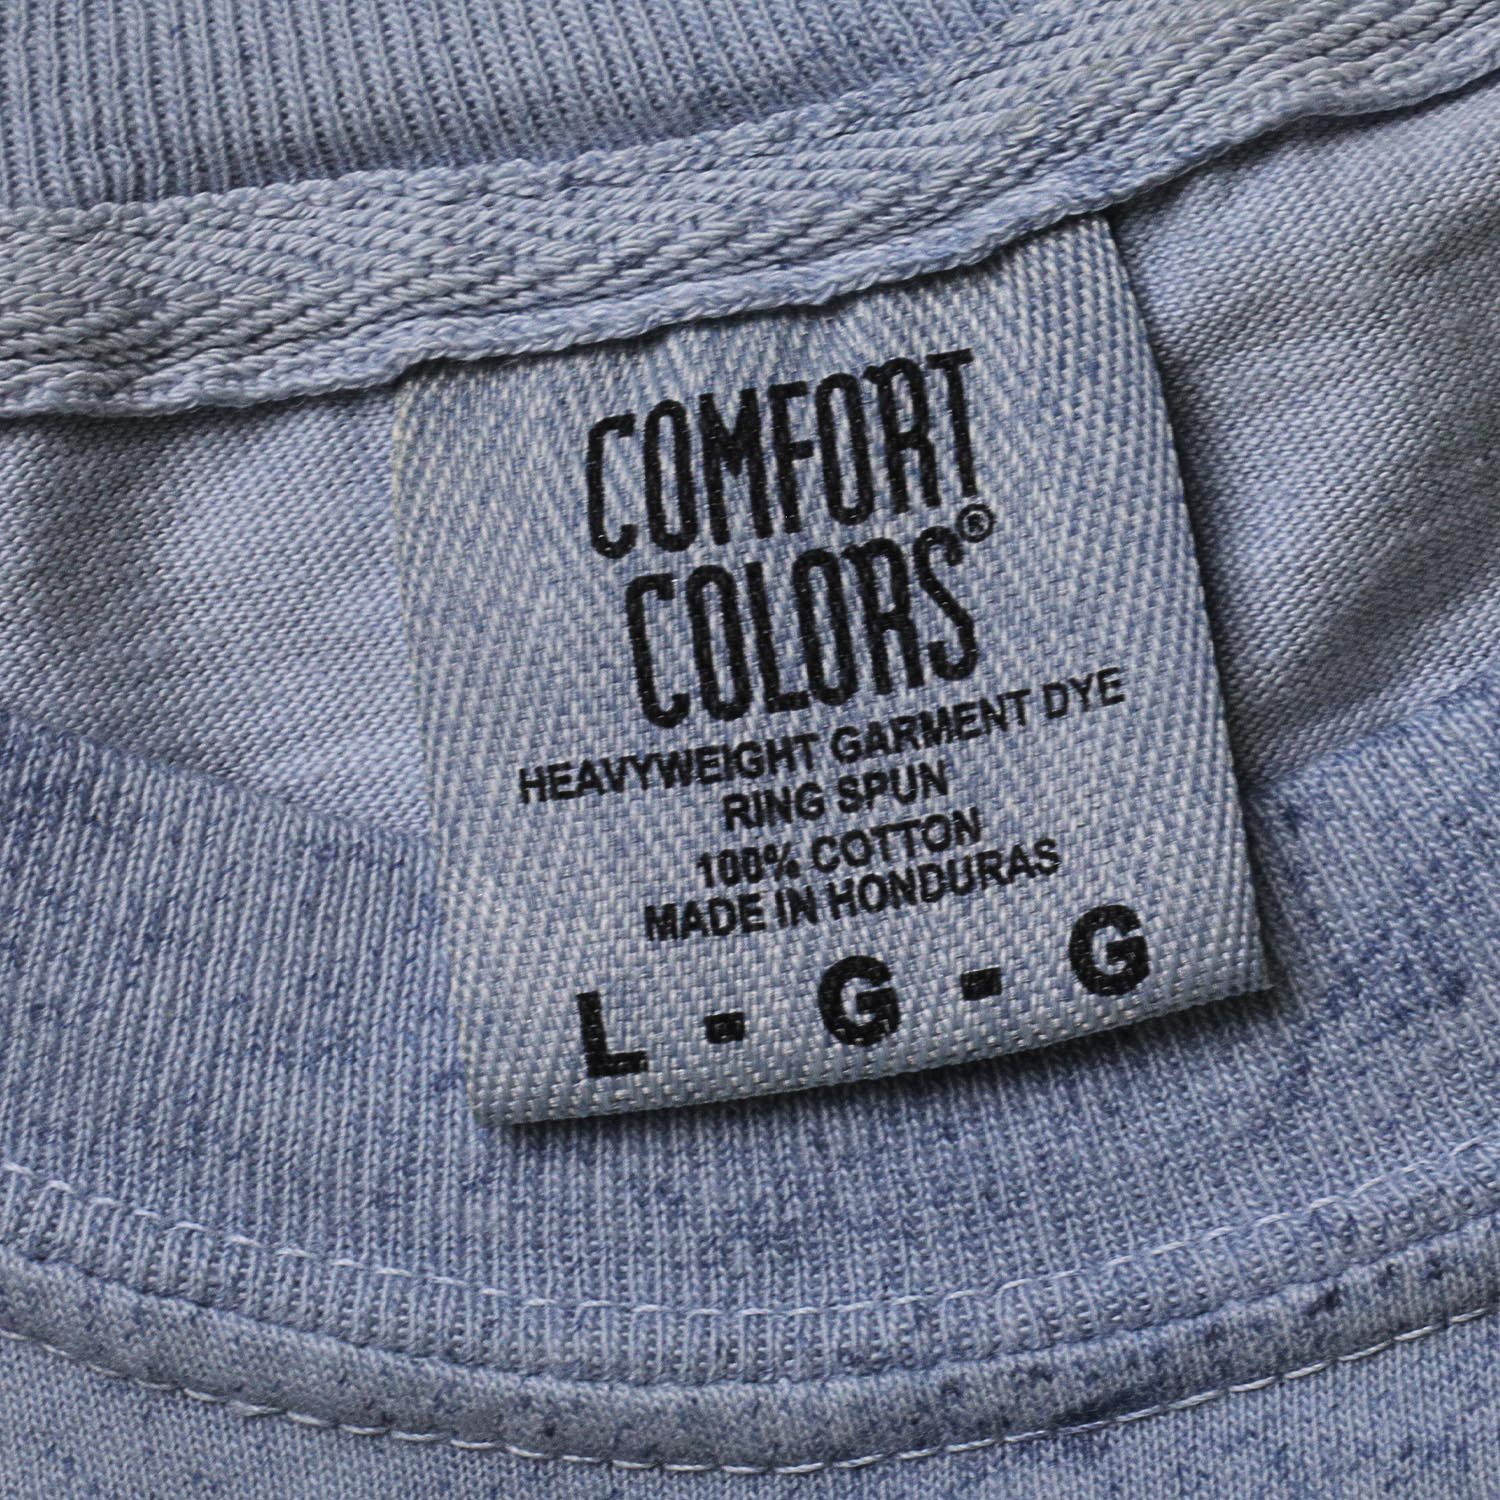 COMFORT
COLORS®
HEAVYWEIGHT GARMENT DYE
RING SPUN
100% COTTON
MADE IN HONDURAS
L - G - G